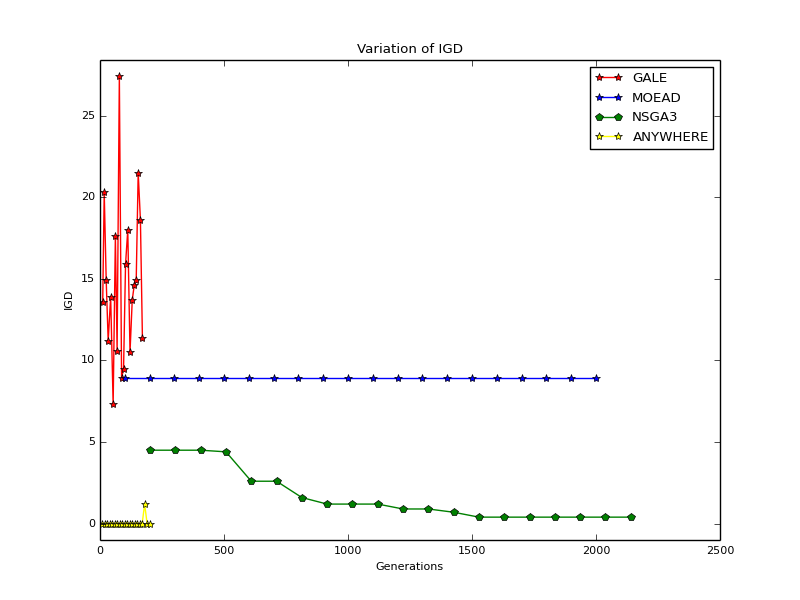 Variation of IGD
GALE
MOEAD
NSGA3
ANYWHERE
25
20
15
10
5
0
IGD
0 500 1000 1500 2000 2500
Generations